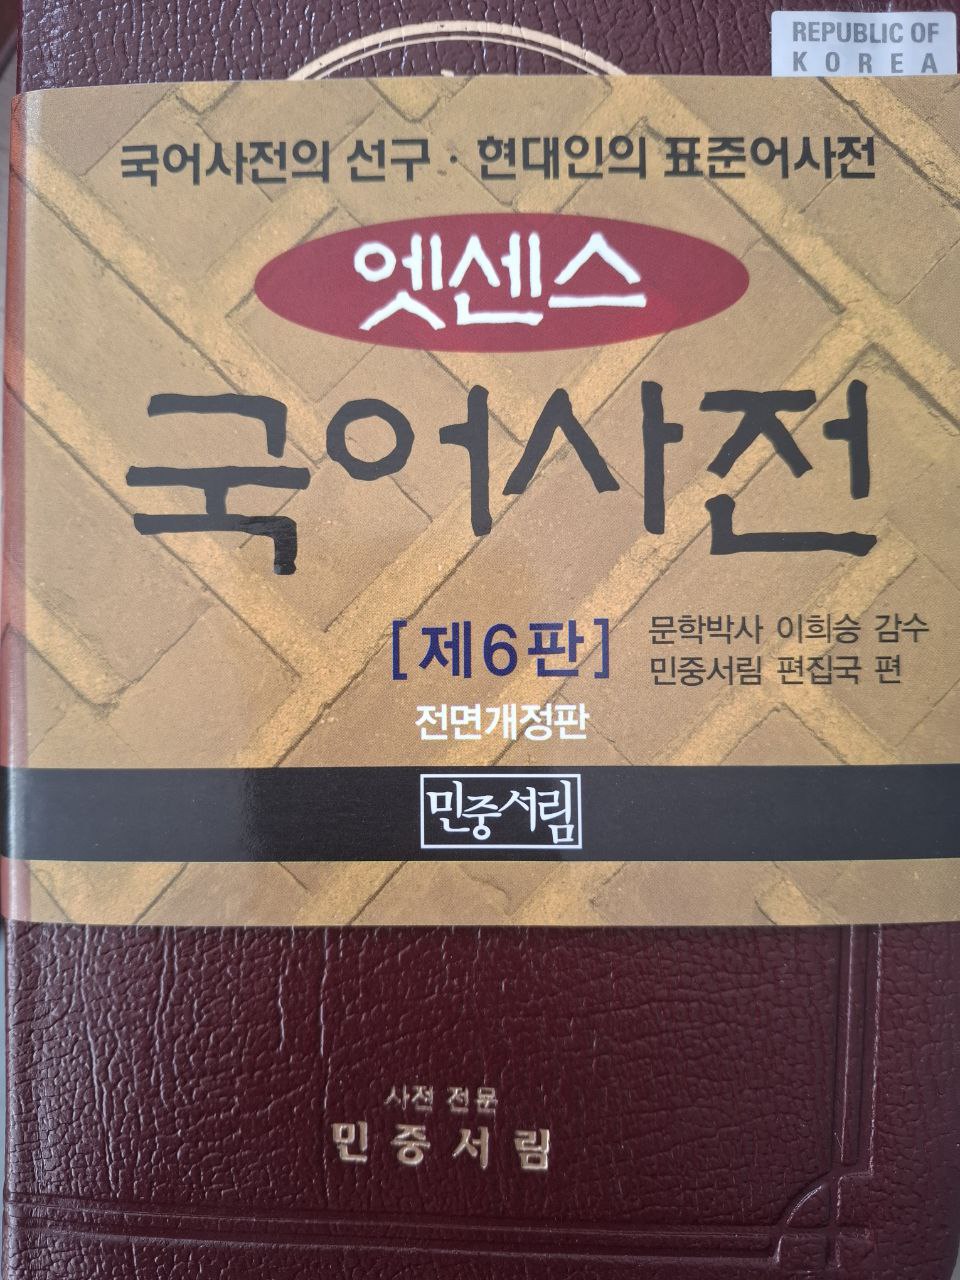 REPUBLIC OF
KOREA
국어사전의 선구 · 현대인의 표준어사전
엣센스
국어사전
[제6판]
문학박사 이희승 감수
민중서림 편집국 편
전면개정판
민중서림
사전 전문
민중서림